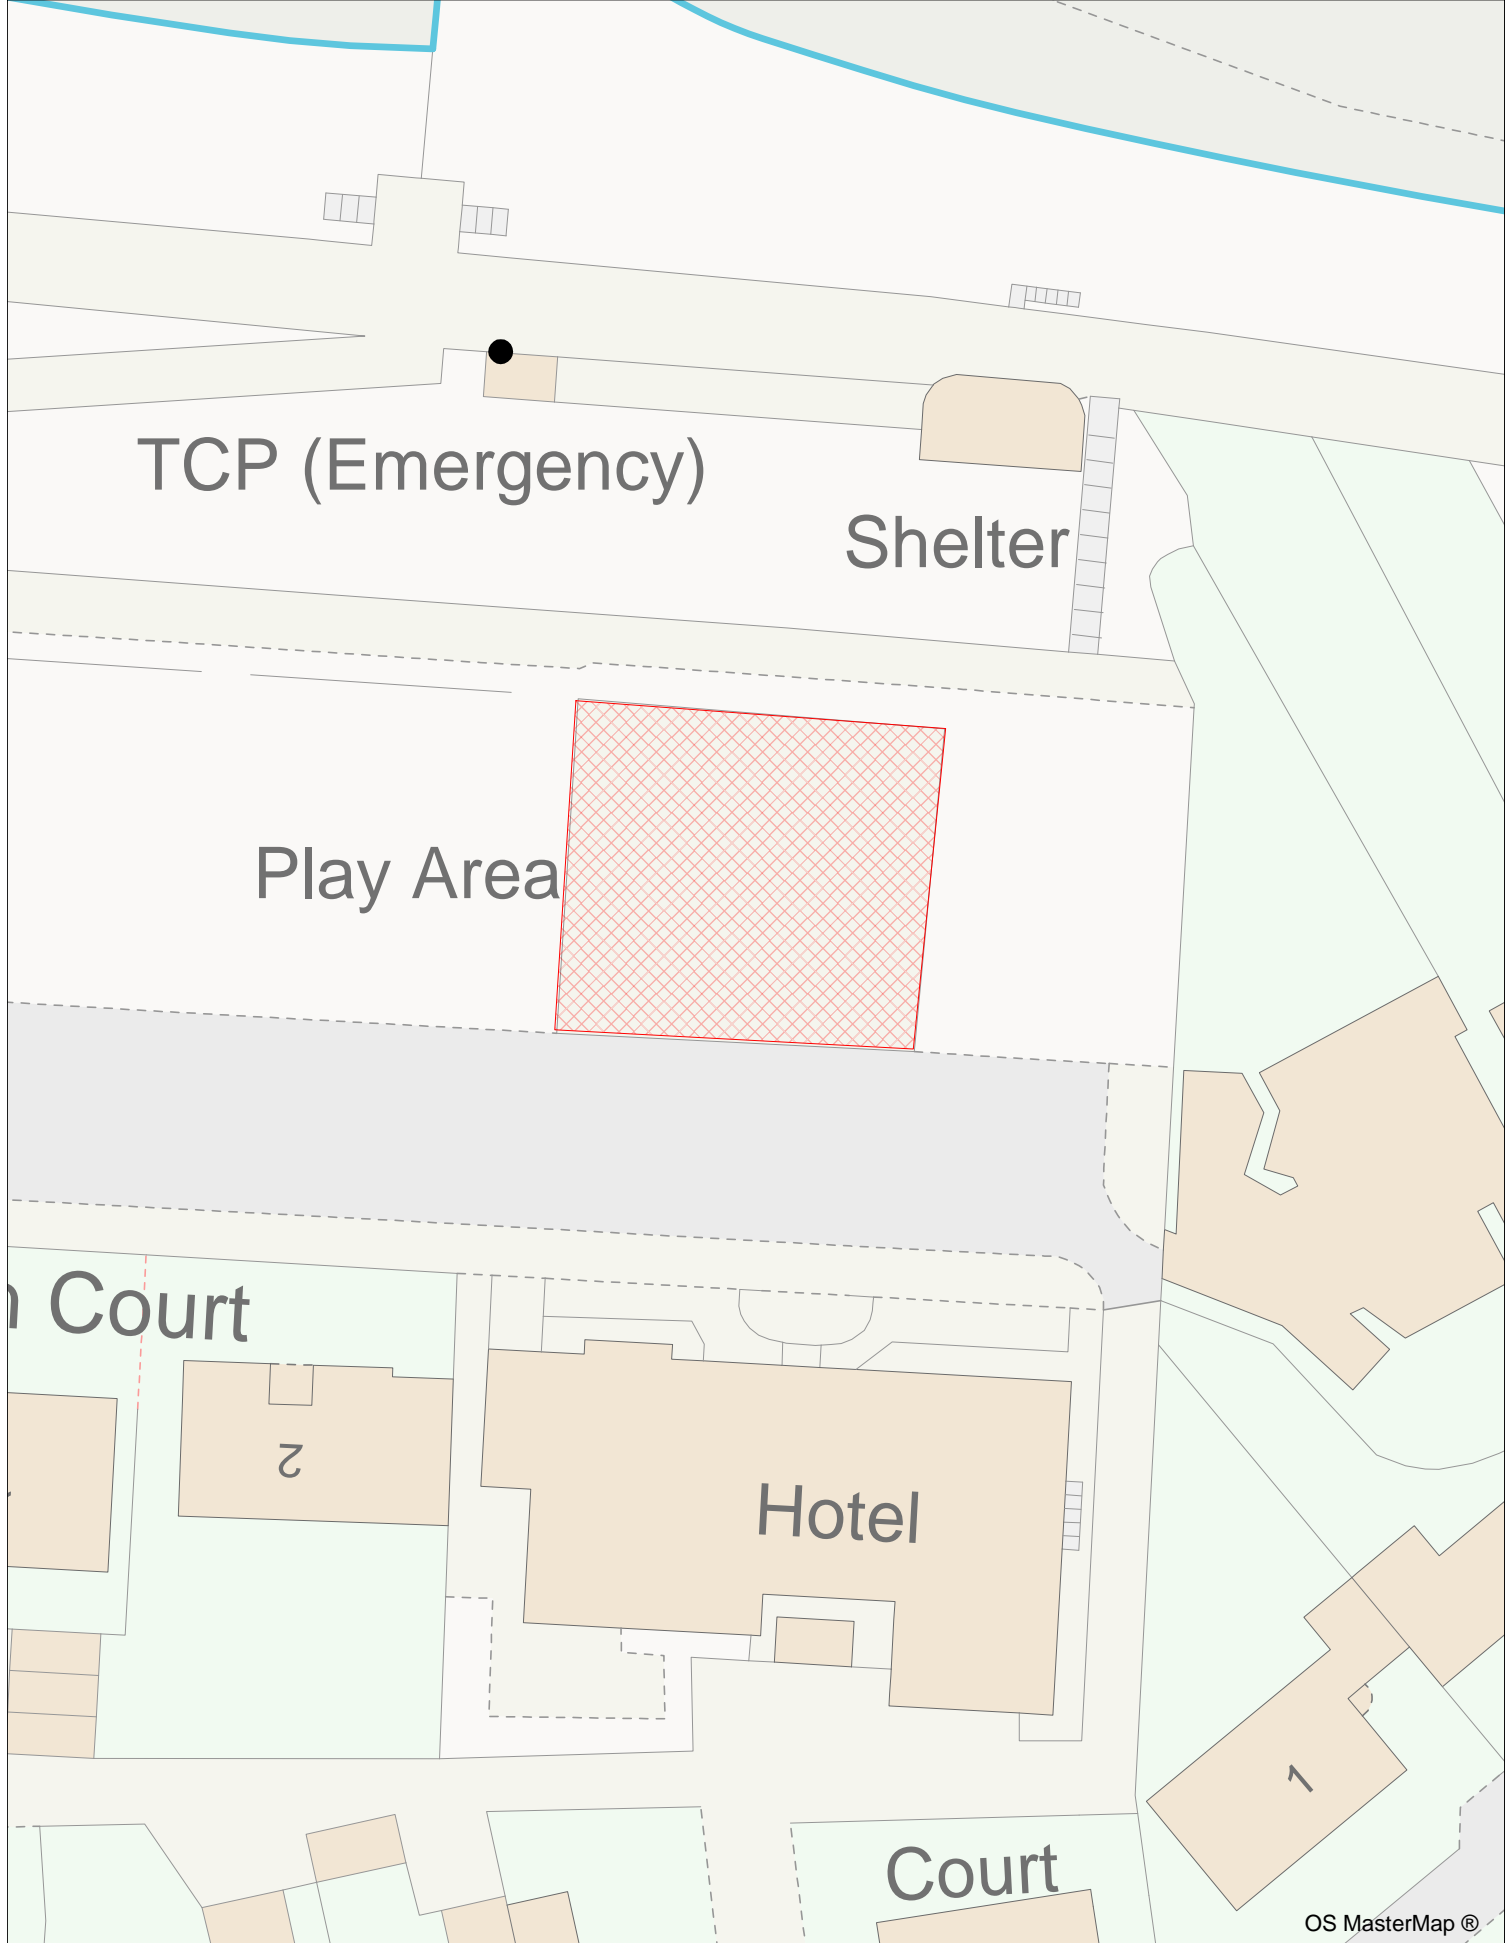 TCP (Emergency)
Shelter
Play Area
Court
2
Hotel
1
Court
OS MasterMap ®